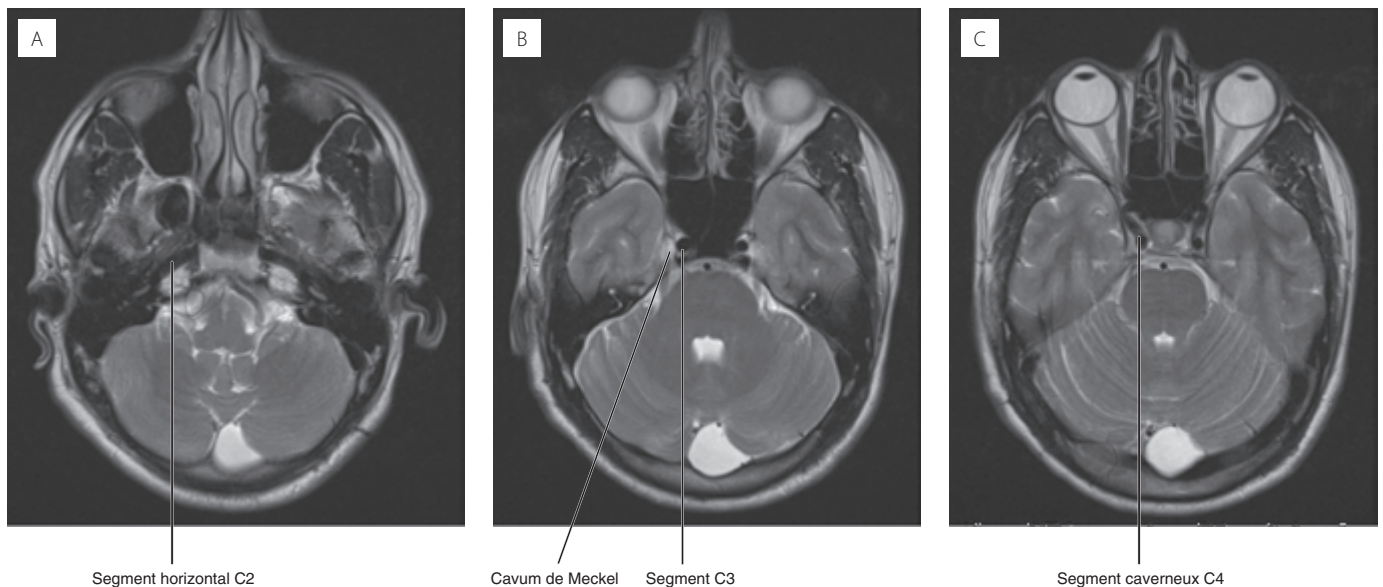 A
B
C
Segment horizontal C2
Cavum de Meckel
Segment C3
Segment caverneux C4